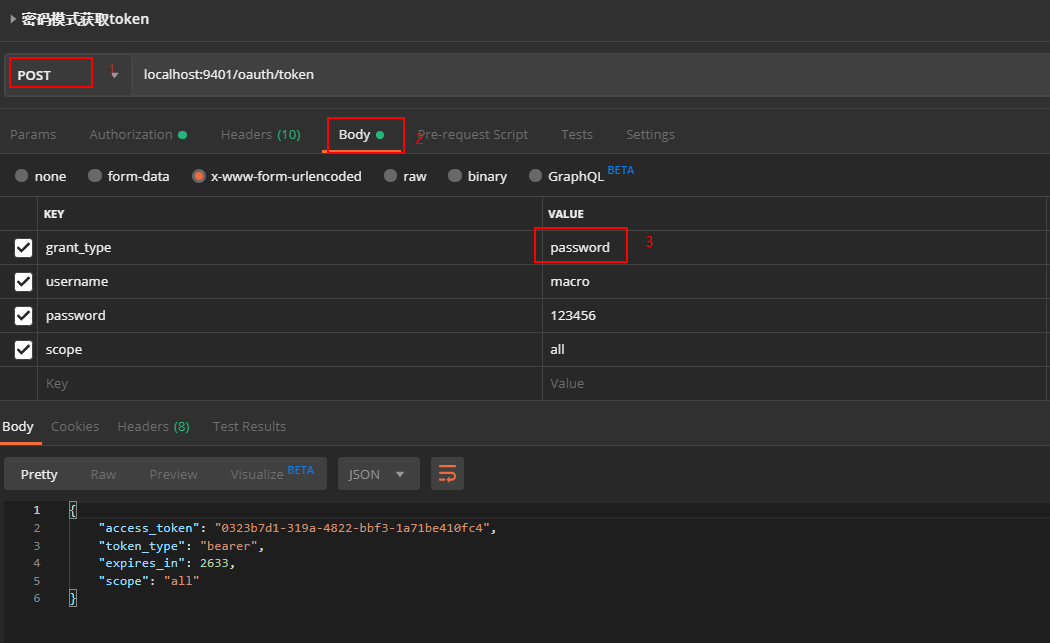 密码模式获取token
POST 1 localhost:9401/oauth/token
Params Authorization Headers (10) Body 2 Pre-request Script Tests Settings
none form-data x-www-form-urlencoded raw binary GraphQL BETA
KEY VALUE
grant_type password 3
username macro
password 123456
scope all
Key Value
Body Cookies Headers (8) Test Results
Pretty Raw Preview Visualize BETA JSON
1 {
2 "access_token": "0323b7d1-319a-4822-bbf3-1a71be410fc4",
3 "token_type": "bearer",
4 "expires_in": 2633,
5 "scope": "all"
6 }